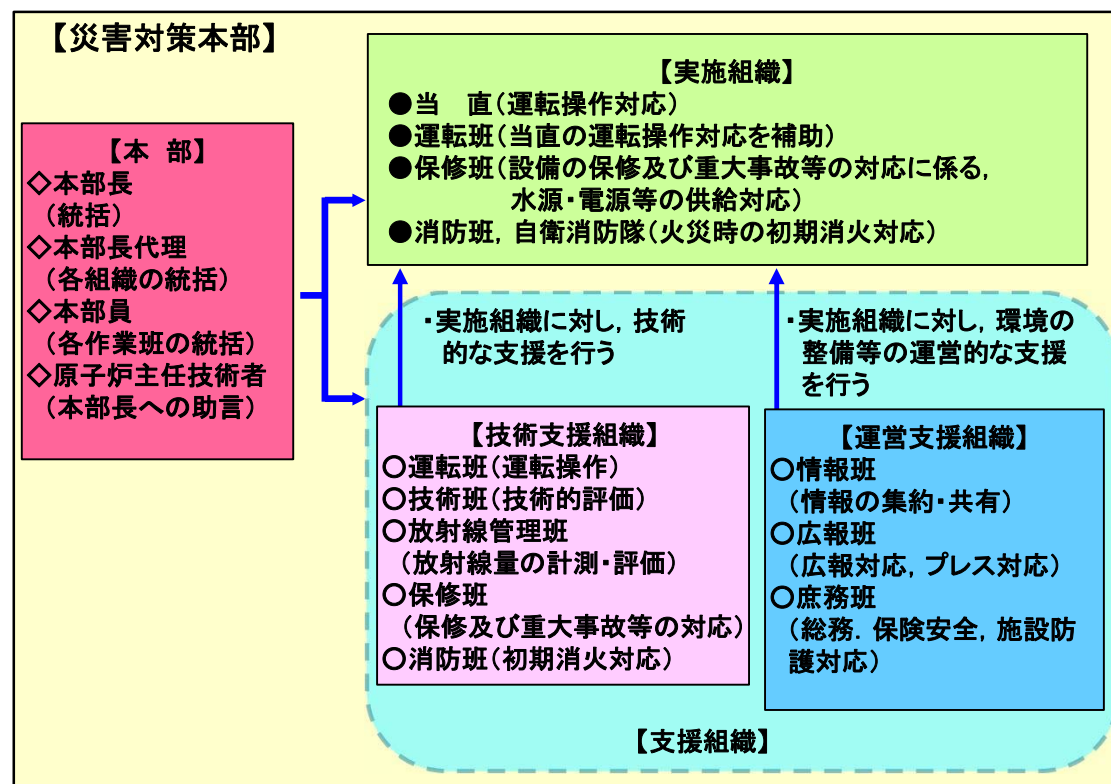 【災害対策本部】
【本　部】
◇本部長
（統括）
◇本部長代理
（各組織の統括）
◇本部員
（各作業班の統括）
◇原子炉主任技術者
（本部長への助言）
【実施組織】
●当　直（運転操作対応）
●運転班（当直の運転操作対応を補助）
●保修班（設備の保修及び重大事故等の対応に係る，
水源・電源等の供給対応）
●消防班，自衛消防隊（火災時の初期消火対応）
・実施組織に対し，技術
的な支援を行う
・実施組織に対し，環境の
整備等の運営的な支援
を行う
【技術支援組織】
○運転班（運転操作）
○技術班（技術的評価）
○放射線管理班
（放射線量の計測・評価）
○保修班
（保修及び重大事故等の対応）
○消防班（初期消火対応）
【運営支援組織】
○情報班
（情報の集約・共有）
○広報班
（広報対応，プレス対応）
○庶務班
（総務．保険安全，施設防
護対応）
【支援組織】